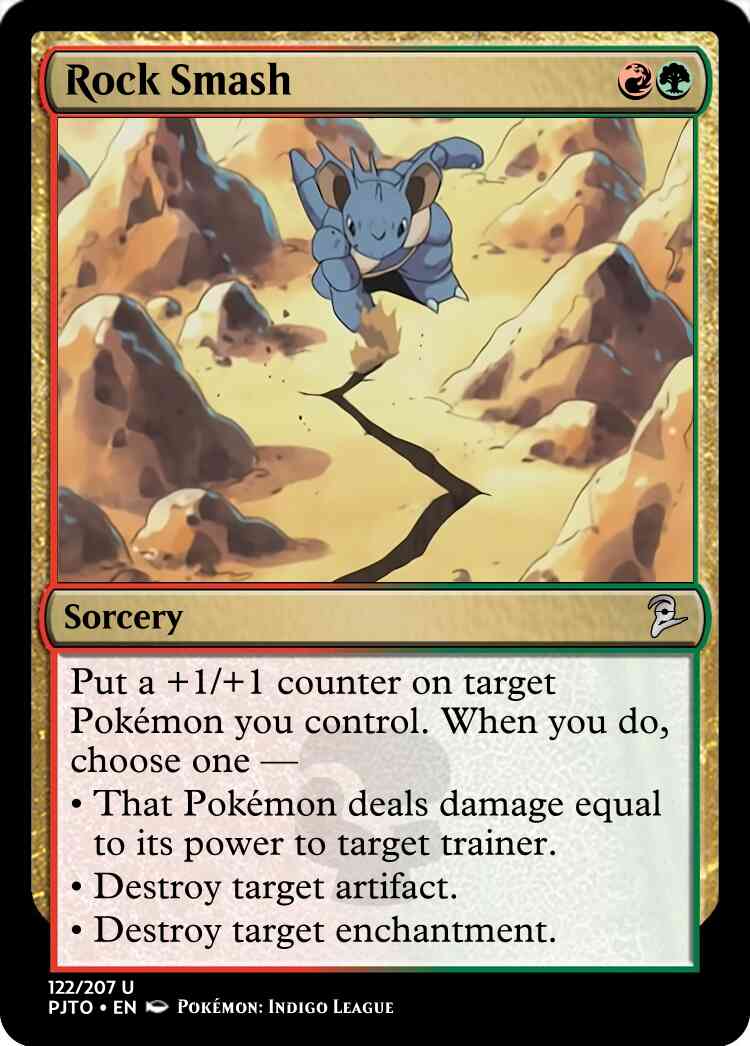 Rock Smash
Sorcery
Put a +1/+1 counter on target
Pokémon you control. When you do,
choose one —
• That Pokémon deals damage equal
to its power to target trainer.
• Destroy target artifact.
• Destroy target enchantment.
122/207 U
PJTO • EN Pokémon: Indigo League